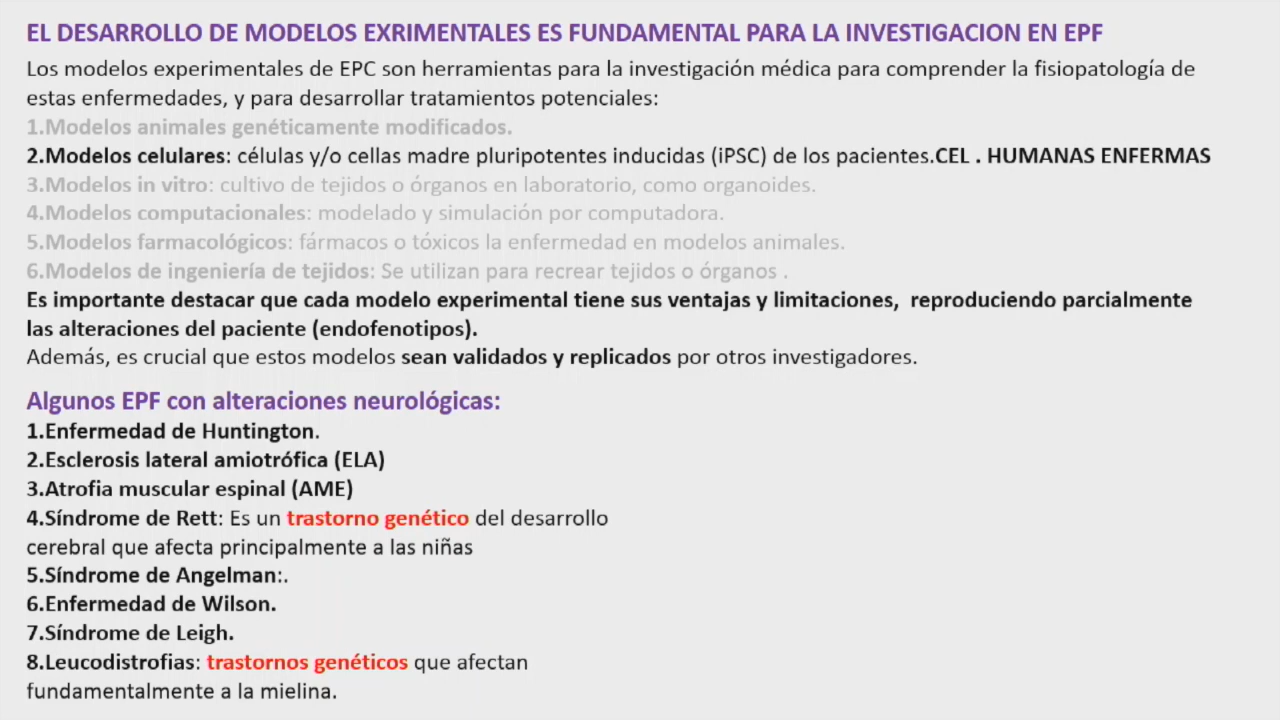 EL DESARROLLO DE MODELOS EXRIMENTALES ES FUNDAMENTAL PARA LA INVESTIGACION EN EPF
Los modelos experimentales de EPC son herramientas para la investigación médica para comprender la fisiopatología de
estas enfermedades, y para desarrollar tratamientos potenciales:
1.Modelos animales genéticamente modificados.
2.Modelos celulares: células y/o cellas madre pluripotentes inducidas (iPSC) de los pacientes.CEL . HUMANAS ENFERMAS
3.Modelos in vitro: cultivo de tejidos o órganos en laboratorio, como organoides.
4.Modelos computacionales: modelado y simulación por computadora.
5.Modelos farmacológicos: fármacos o tóxicos la enfermedad en modelos animales.
6.Modelos de ingeniería de tejidos: Se utilizan para recrear tejidos o órganos .
Es importante destacar que cada modelo experimental tiene sus ventajas y limitaciones, reproduciendo parcialmente
las alteraciones del paciente (endofenotipos).
Además, es crucial que estos modelos sean validados y replicados por otros investigadores.
Algunos EPF con alteraciones neurológicas:
1.Enfermedad de Huntington.
2.Esclerosis lateral amiotrófica (ELA)
3.Atrofia muscular espinal (AME)
4.Síndrome de Rett: Es un trastorno genético del desarrollo
cerebral que afecta principalmente a las niñas
5.Síndrome de Angelman:.
6.Enfermedad de Wilson.
7.Síndrome de Leigh.
8.Leucodistrofias: trastornos genéticos que afectan
fundamentalmente a la mielina.